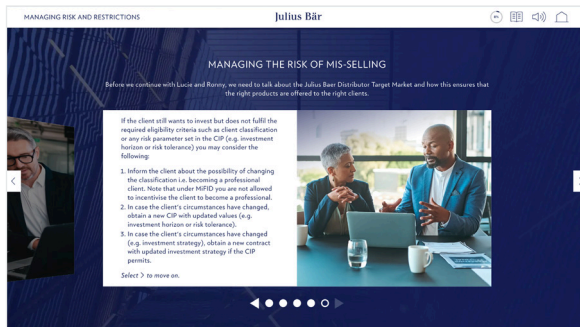 MANAGING RISK AND RESTRICTIONS
Julius Bär
MANAGING THE RISK OF MIS-SELLING
Before we continue with Lucie and Ronny, we need to talk about the Julius Baer Distributor Target Market and how this ensures that
the right products are offered to the right clients.
If the client still wants to invest but does not fulfil the
required eligibility criteria such as client classification
or any risk parameter set in the CIP (e.g. investment
horizon or risk tolerance) you may consider the
following:
1. Inform the client about the possibility of changing
the classification i.e. becoming a professional
client. Note that under MiFID you are not allowed
to incentivise the client to become a professional.
2. In case the client's circumstances have changed,
obtain a new CIP with updated values (e.g.
investment horizon or risk tolerance).
3. In case the client's circumstances have changed
(e.g. investment strategy), obtain a new contract
with updated investment strategy if the CIP
permits.
Select > to move on.